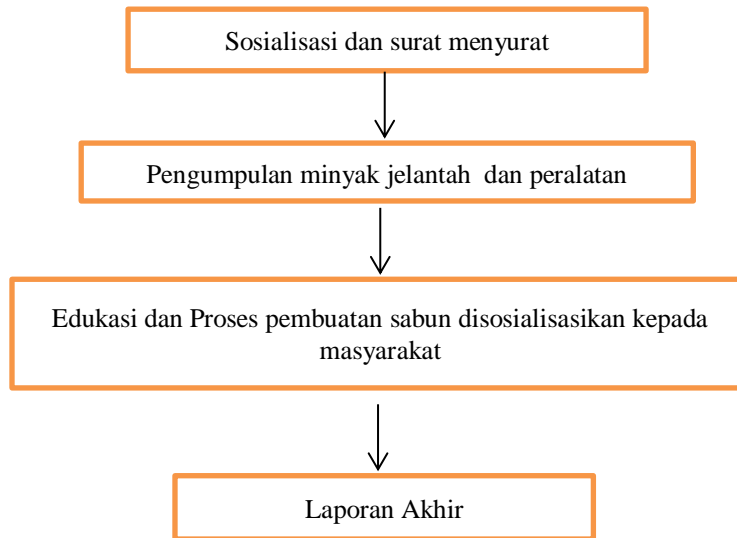 Sosialisasi dan surat menyurat
Pengumpulan minyak jelantah dan peralatan
Edukasi dan Proses pembuatan sabun disosialisasikan kepada
masyarakat
Laporan Akhir